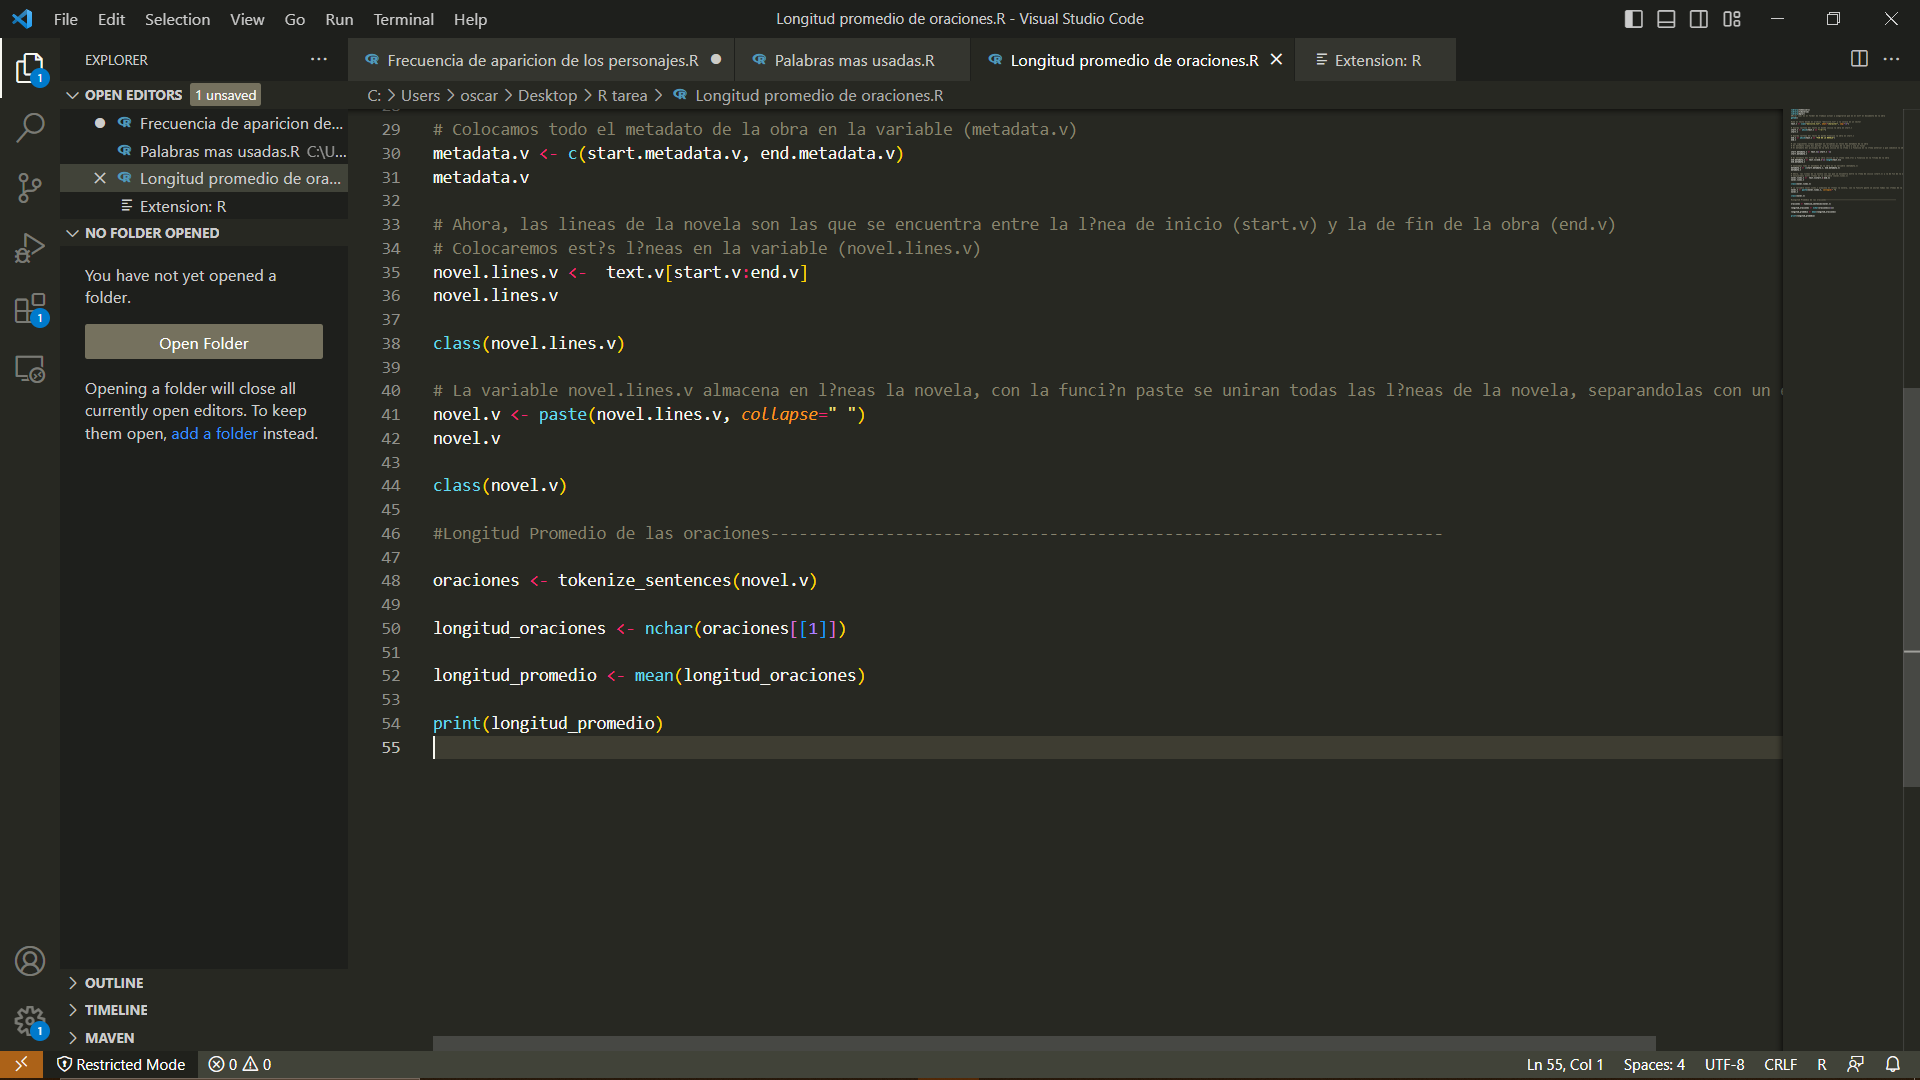 File Edit Selection View Go Run Terminal Help
Longitud promedio de oraciones.R - Visual Studio Code
EXPLORER
Frecuencia de aparicion de los personajes.R
Palabras mas usadas.R
Longitud promedio de oraciones.R
Extension: R
OPEN EDITORS 1 unsaved
Frecuencia de aparicion de...
Palabras mas usadas.R C:\U...
Longitud promedio de ora...
Extension: R
NO FOLDER OPENED
You have not yet opened a
folder.
Open Folder
Opening a folder will close all
currently open editors. To keep
them open, add a folder instead.
OUTLINE
TIMELINE
MAVEN
C: > Users > oscar > Desktop > R tarea > Longitud promedio de oraciones.R
29 # Colocamos todo el metadato de la obra en la variable (metadata.v)
30 metadata.v <- c(start.metadata.v, end.metadata.v)
31 metadata.v
32
33 # Ahora, las lineas de la novela son las que se encuentra entre la l?nea de inicio (start.v) y la de fin de la obra (end.v)
34 # Colocaremos est?s l?neas en la variable (novel.lines.v)
35 novel.lines.v <-  text.v[start.v:end.v]
36 novel.lines.v
37
38 class(novel.lines.v)
39
40 # La variable novel.lines.v almacena en l?neas la novela, con la funci?n paste se uniran todas las l?neas de la novela, separandolas con un
41 novel.v <- paste(novel.lines.v, collapse=" ")
42 novel.v
43
44 class(novel.v)
45
46 #Longitud Promedio de las oraciones----------------------------------------------------------------------
47
48 oraciones <- tokenize_sentences(novel.v)
49
50 longitud_oraciones <- nchar(oraciones[[1]])
51
52 longitud_promedio <- mean(longitud_oraciones)
53
54 print(longitud_promedio)
55
1
1
1
Restricted Mode 0 0
Ln 55, Col 1 Spaces: 4 UTF-8 CRLF R